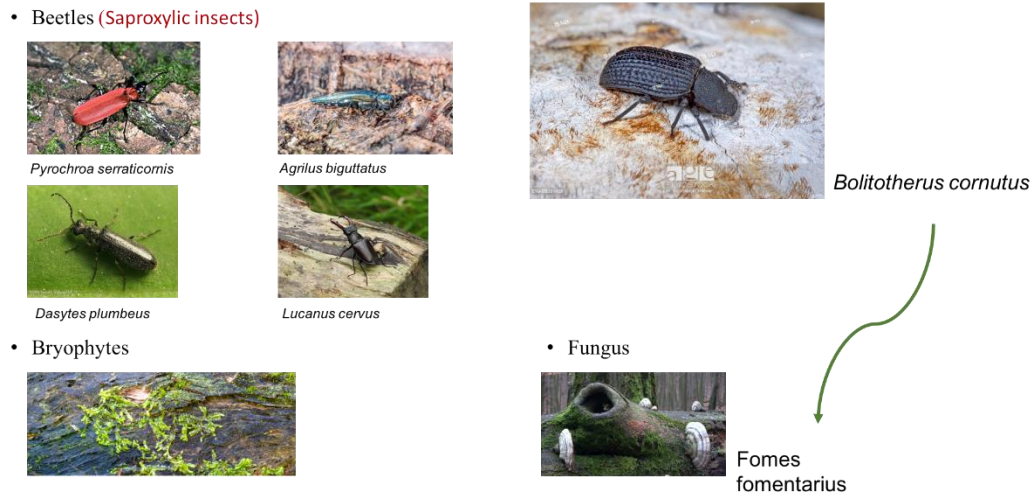 • Beetles (Saproxylic insects)
Pyrochroa serraticornis
Agrilus biguttatus
Dasytes plumbeus
Lucanus cervus
• Bryophytes
Bolitotherus cornutus
• Fungus
Fomes
fomentarius